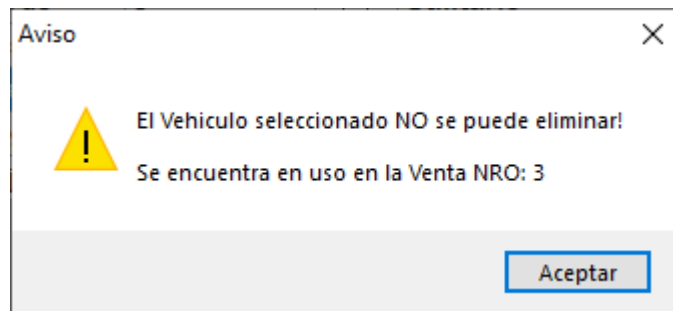 Aviso
El Vehiculo seleccionado NO se puede eliminar!
Se encuentra en uso en la Venta NRO: 3
Aceptar